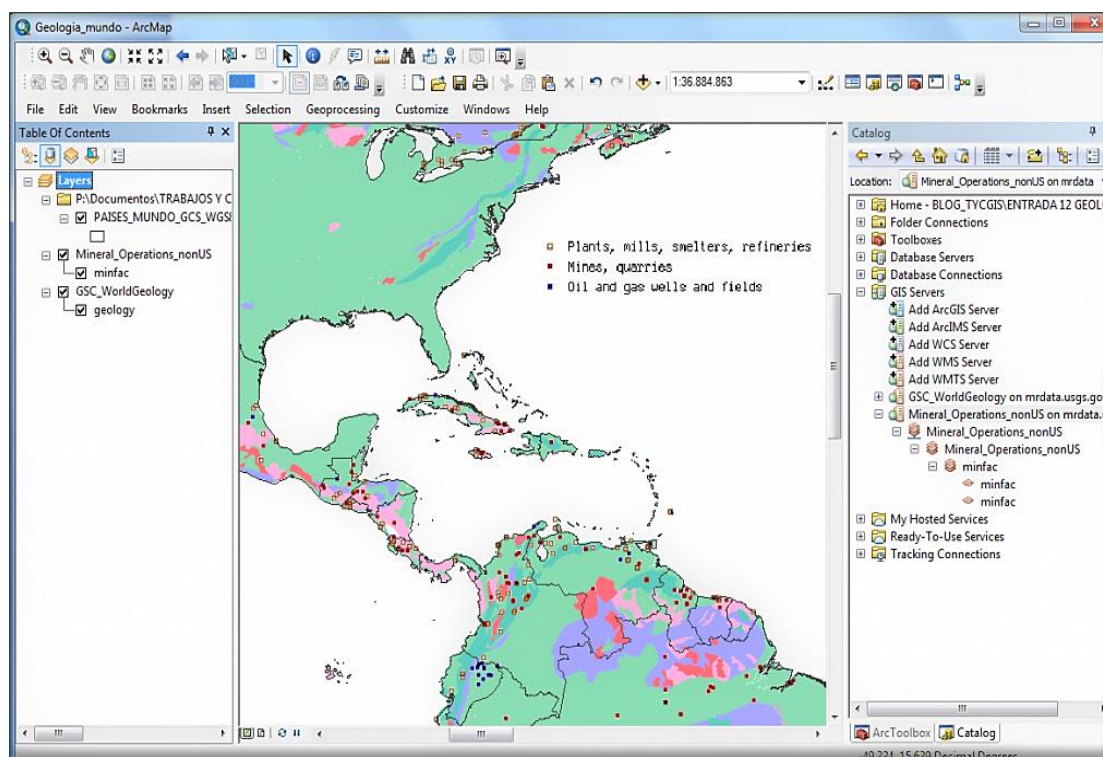 Geologia_mundo - ArcMap
1:36.884.863
File Edit View Bookmarks Insert Selection Geoprocessing Customize Windows Help
Table Of Contents
Layers
P:\Documentos\TRABAJOS Y C
PAISES_MUNDO_GCS_WGS
Mineral_Operations_nonUS
minfac
GSC_WorldGeology
geology
Plants, mills, smelters, refineries
Mines, quarries
Oil and gas wells and fields
Catalog
Location: Mineral_Operations_nonUS on mrdata
Home - BLOG_TYCGIS\ENTRADA 12 GEOL
Folder Connections
Toolboxes
Database Servers
Database Connections
GIS Servers
Add ArcGIS Server
Add ArcIMS Server
Add WCS Server
Add WMS Server
Add WMTS Server
GSC_WorldGeology on mrdata.usgs.go
Mineral_Operations_nonUS on mrdata.
Mineral_Operations_nonUS
Mineral_Operations_nonUS
minfac
minfac
minfac
My Hosted Services
Ready-To-Use Services
Tracking Connections
ArcToolbox Catalog
-49,224 15,629 Decimal Degrees